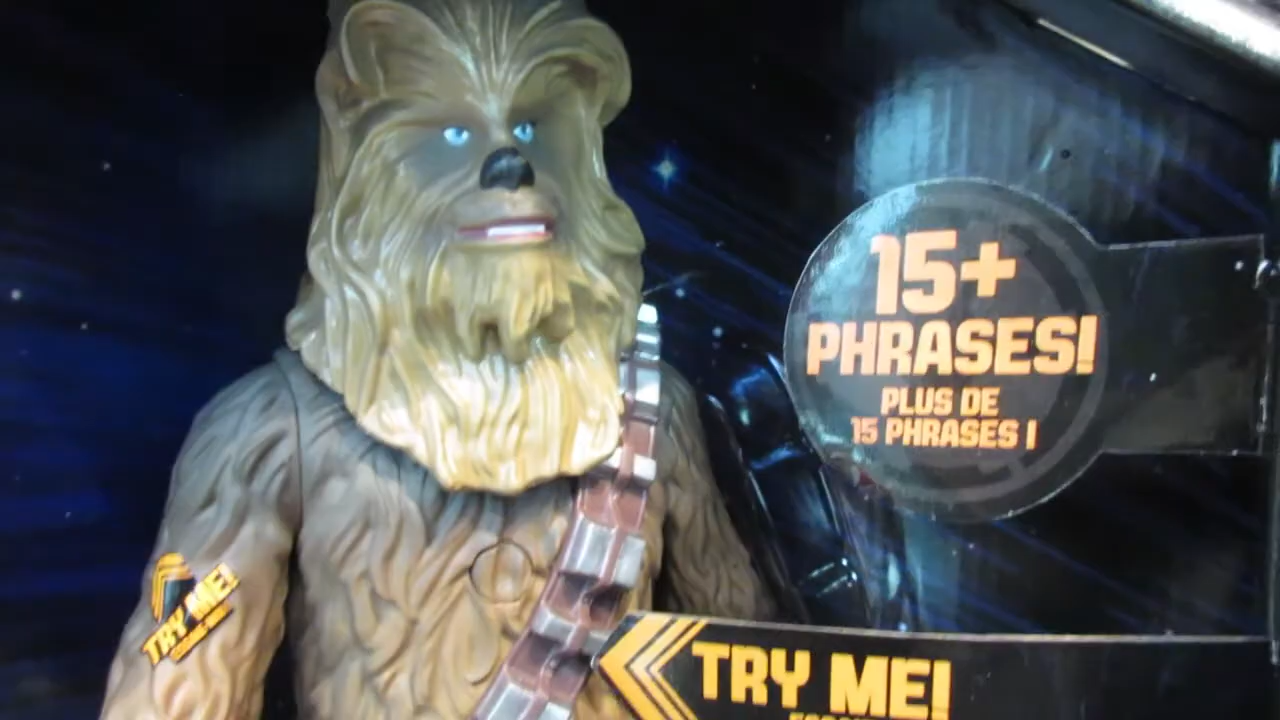 15+
PHRASES!
PLUS DE
15 PHRASES !
TRY ME!
TRY ME!